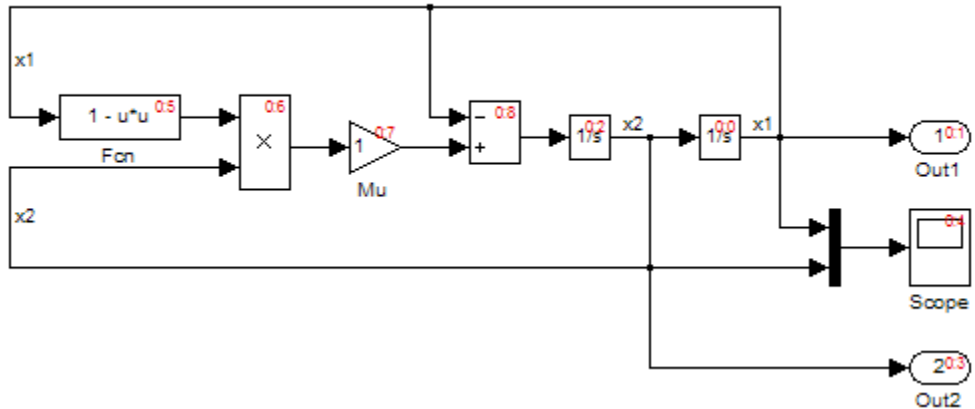 x1
1 - u*u 0:5
Fcn
0:6
×
x2
1 0:7
Mu
0:8
−
+
1/s 0:2
x2
1/s 0:0
x1
1 0:1
Out1
0:4
Scope
2 0:3
Out2